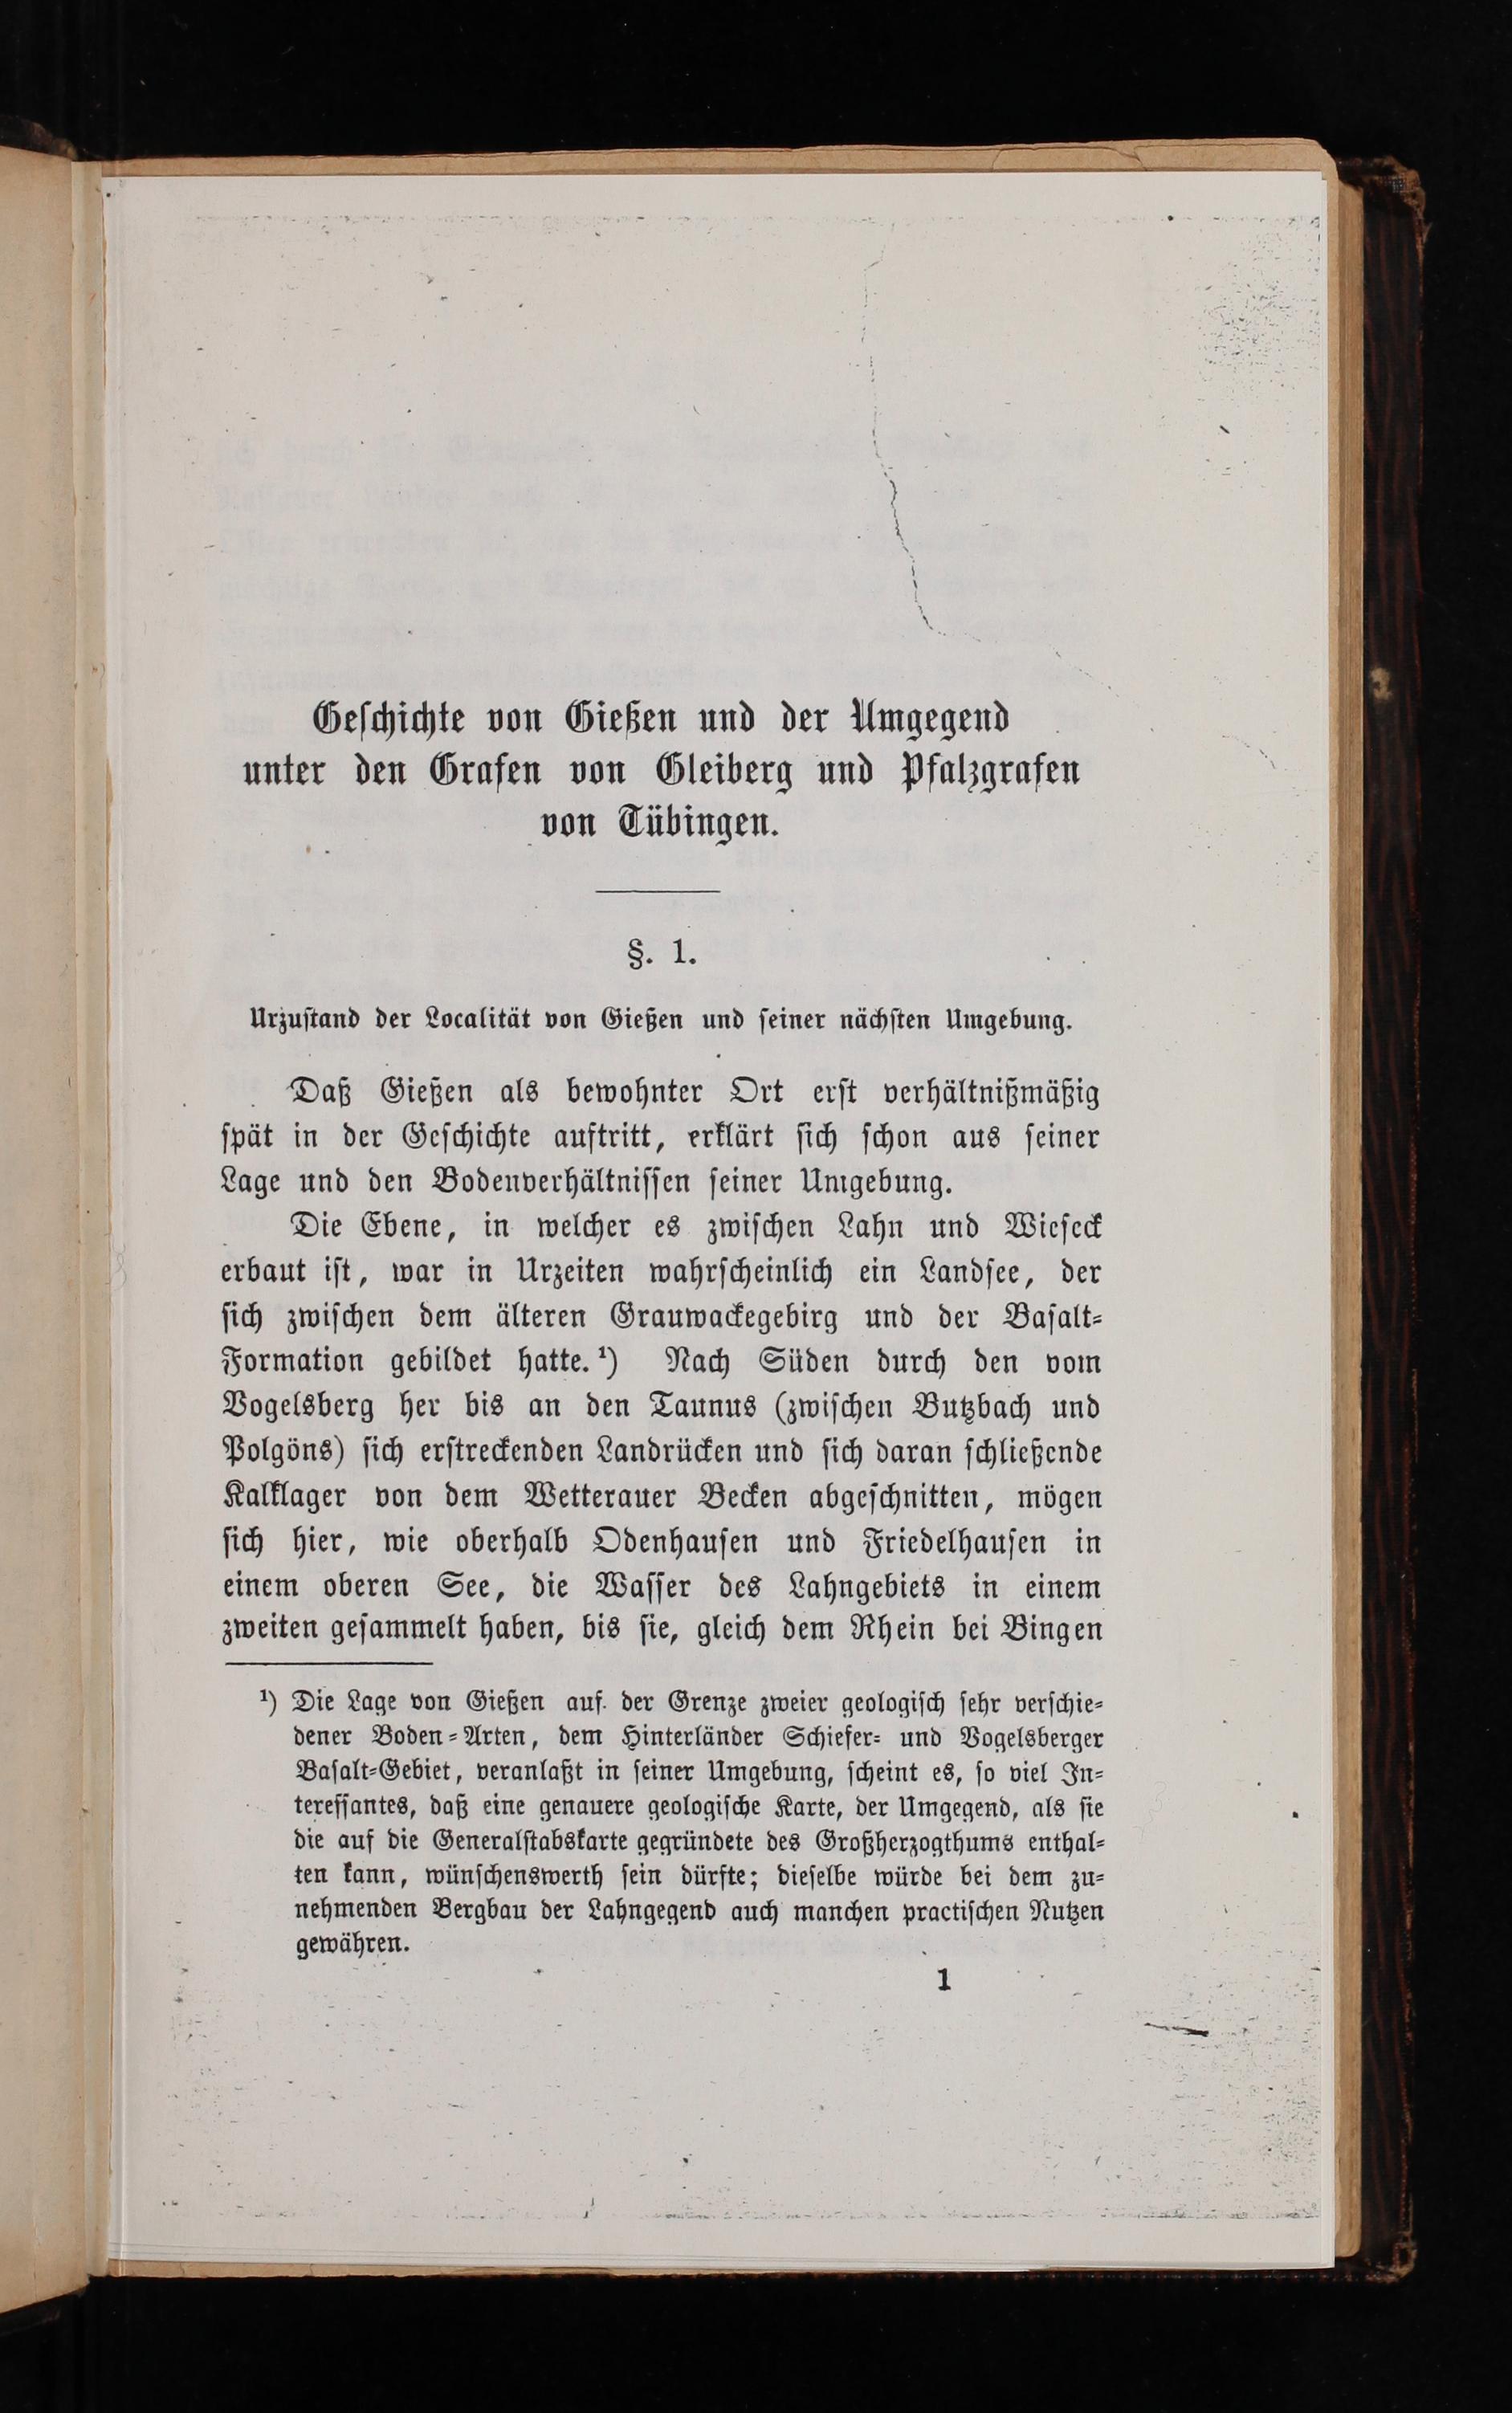 Geſchichte von Gießen und der Umgegend
unter den Grafen von Gleiberg und Pfalzgrafen
von Tübingen.
§. 1.
Urzuſtand der Localität von Gießen und ſeiner nächſten Umgebung.
Daß Gießen als bewohnter Ort erſt verhältnißmäßig
ſpät in der Geſchichte auftritt, erklärt ſich ſchon aus ſeiner
Lage und den Bodenverhältniſſen ſeiner Umgebung.
Die Ebene, in welcher es zwiſchen Lahn und Wieſeck
erbaut iſt, war in Urzeiten wahrſcheinlich ein Landſee, der
ſich zwiſchen dem älteren Grauwackegebirg und der Baſalt⸗
Formation gebildet hatte. ¹) Nach Süden durch den vom
Vogelsberg her bis an den Taunus (zwiſchen Butzbach und
Polgöns) ſich erſtreckenden Landrücken und ſich daran ſchließende
Kalklager von dem Wetterauer Becken abgeſchnitten, mögen
ſich hier, wie oberhalb Odenhauſen und Friedelhauſen in
einem oberen See, die Waſſer des Lahngebiets in einem
zweiten geſammelt haben, bis ſie, gleich dem Rhein bei Bingen
¹) Die Lage von Gießen auf der Grenze zweier geologiſch ſehr verſchie⸗
dener Boden⸗Arten, dem Hinterländer Schiefer⸗ und Vogelsberger
Baſalt⸗Gebiet, veranlaßt in ſeiner Umgebung, ſcheint es, ſo viel In⸗
tereſſantes, daß eine genauere geologiſche Karte, der Umgegend, als ſie
die auf die Generalſtabskarte gegründete des Großherzogthums enthal⸗
ten kann, wünſchenswerth ſein dürfte; dieſelbe würde bei dem zu⸗
nehmenden Bergbau der Lahngegend auch manchen practiſchen Nutzen
gewähren.
1